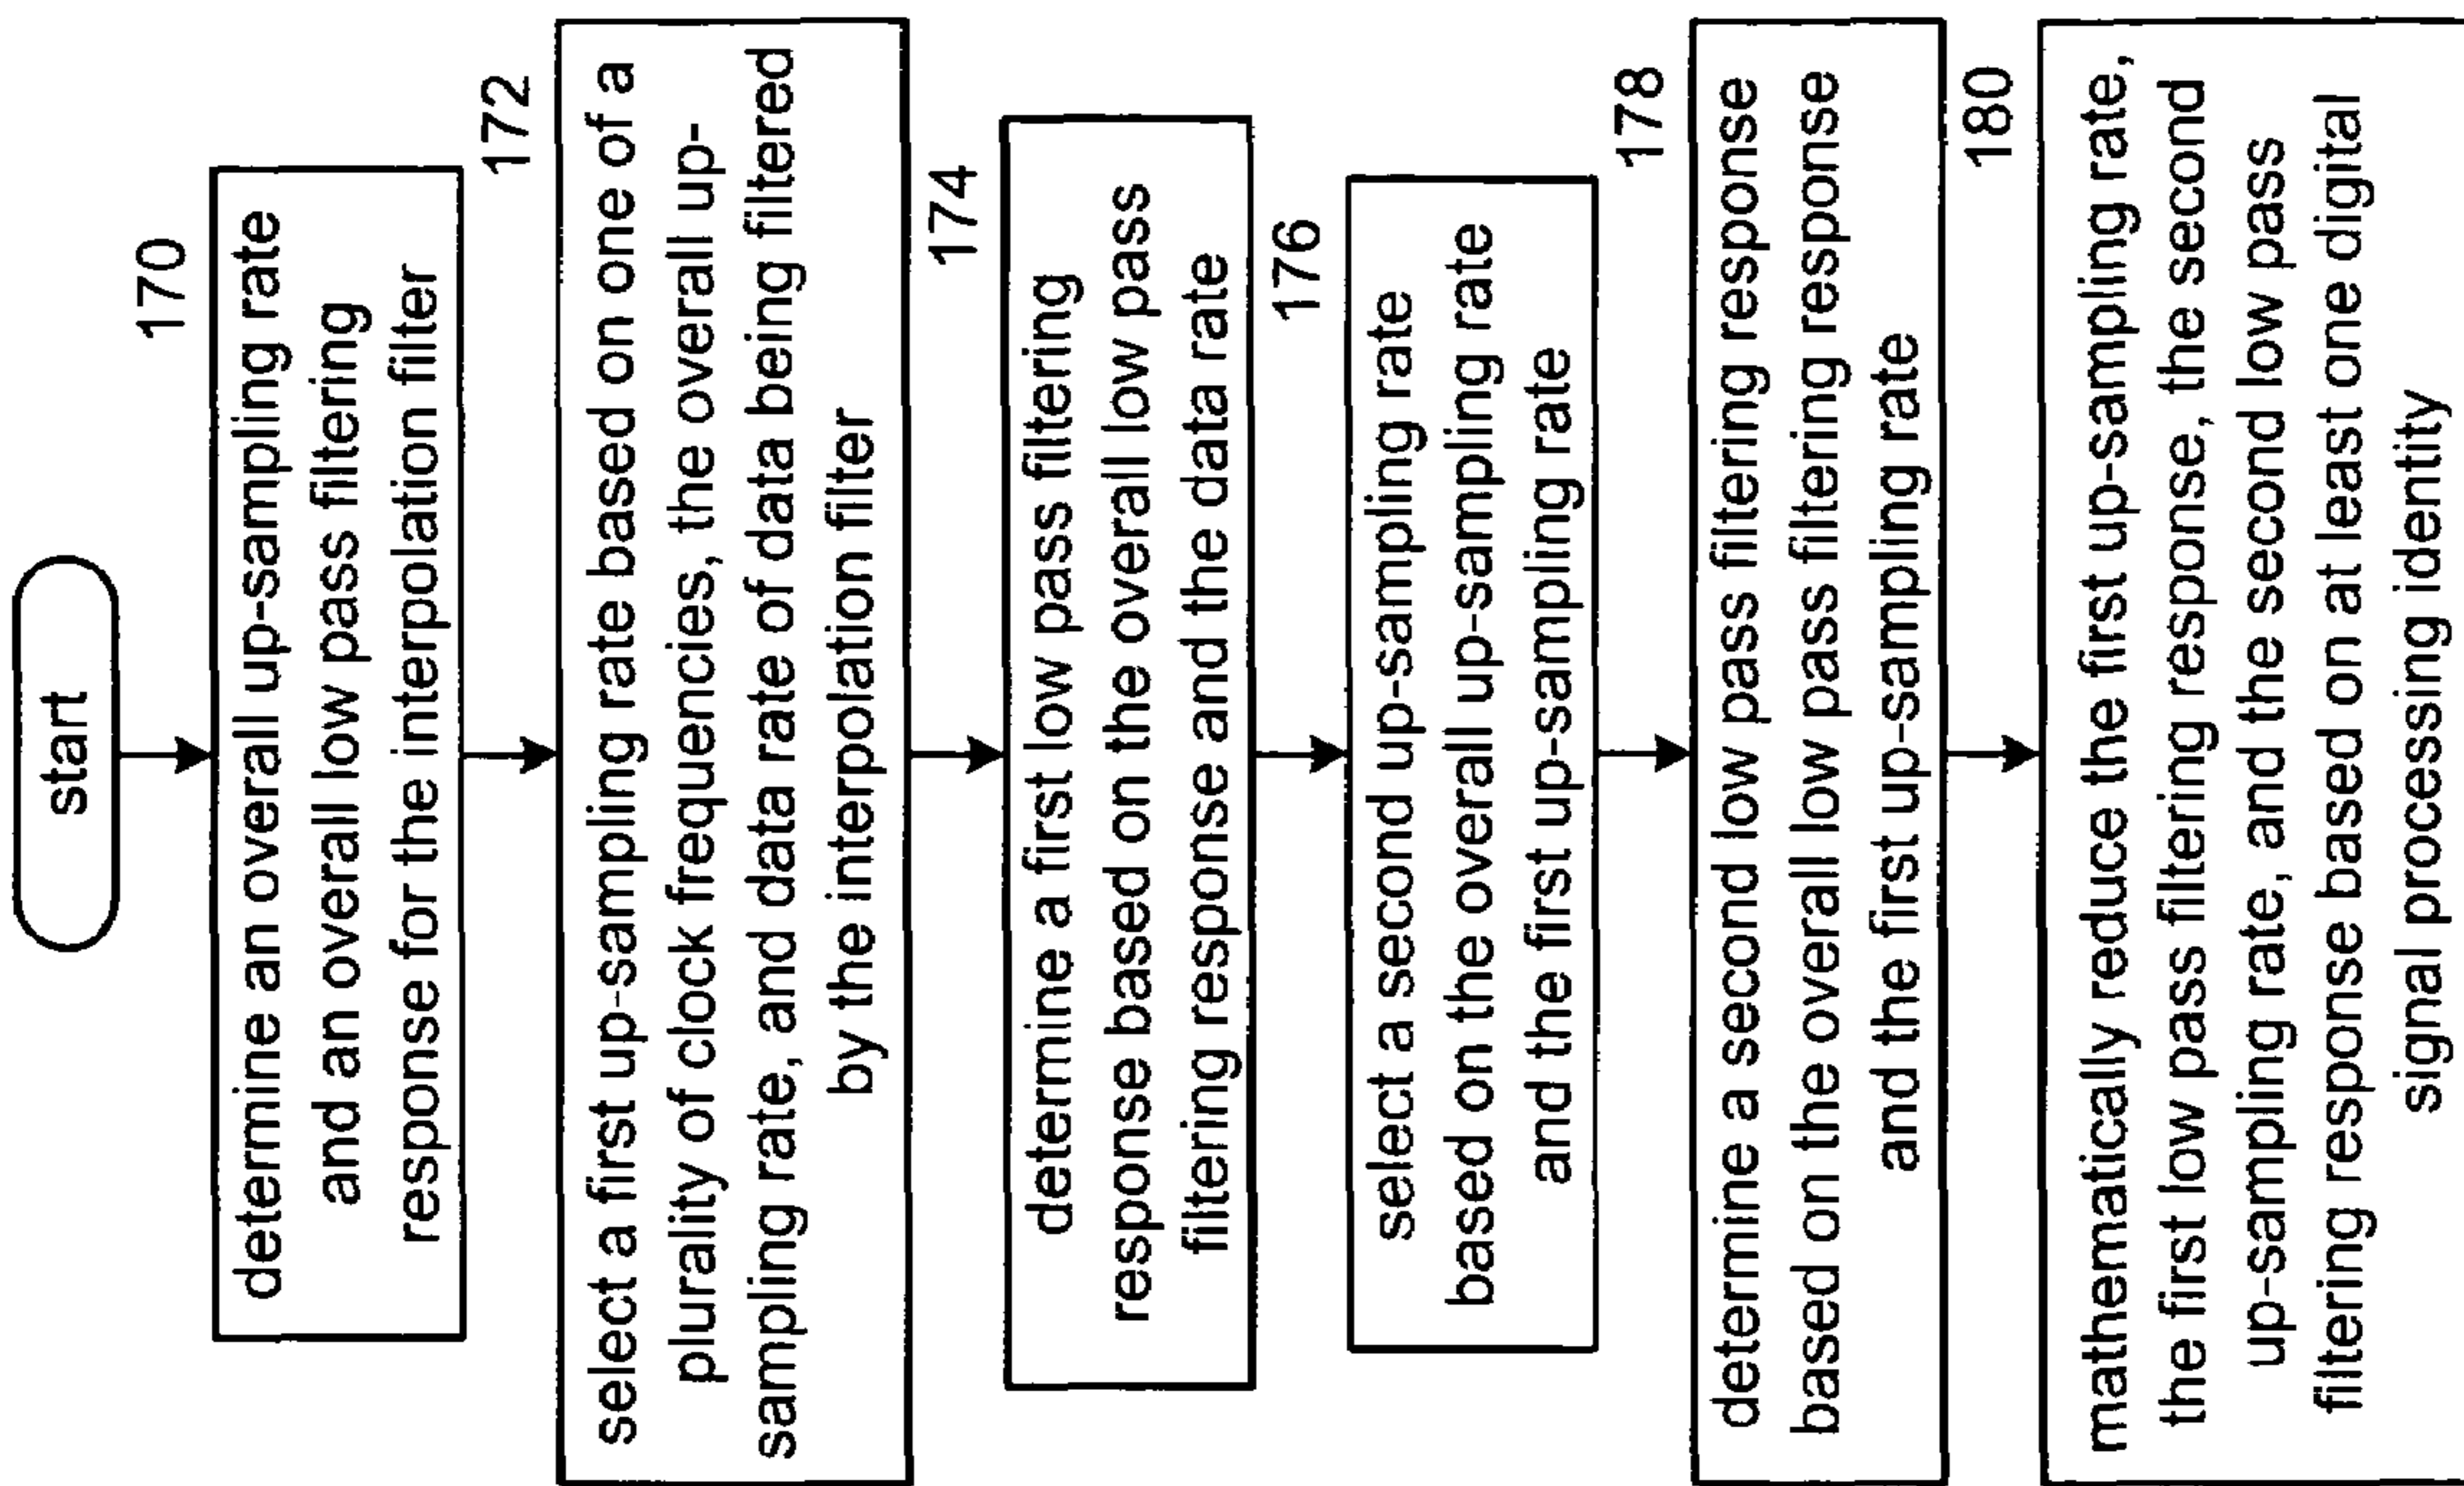 start
170
determine an overall up-sampling rate
and an overall low pass filtering
response for the interpolation filter
172
select a first up-sampling rate based on one of a
plurality of clock frequencies, the overall up-
sampling rate, and data rate of data being filtered
by the interpolation filter
174
determine a first low pass filtering
response based on the overall low pass
filtering response and the data rate
176
select a second up-sampling rate
based on the overall up-sampling rate
and the first up-sampling rate
178
determine a second low pass filtering response
based on the overall low pass filtering response
and the first up-sampling rate
180
mathematically reduce the first up-sampling rate,
the first low pass filtering response, the second
up-sampling rate, and the second low pass
filtering response based on at least one digital
signal processing identity